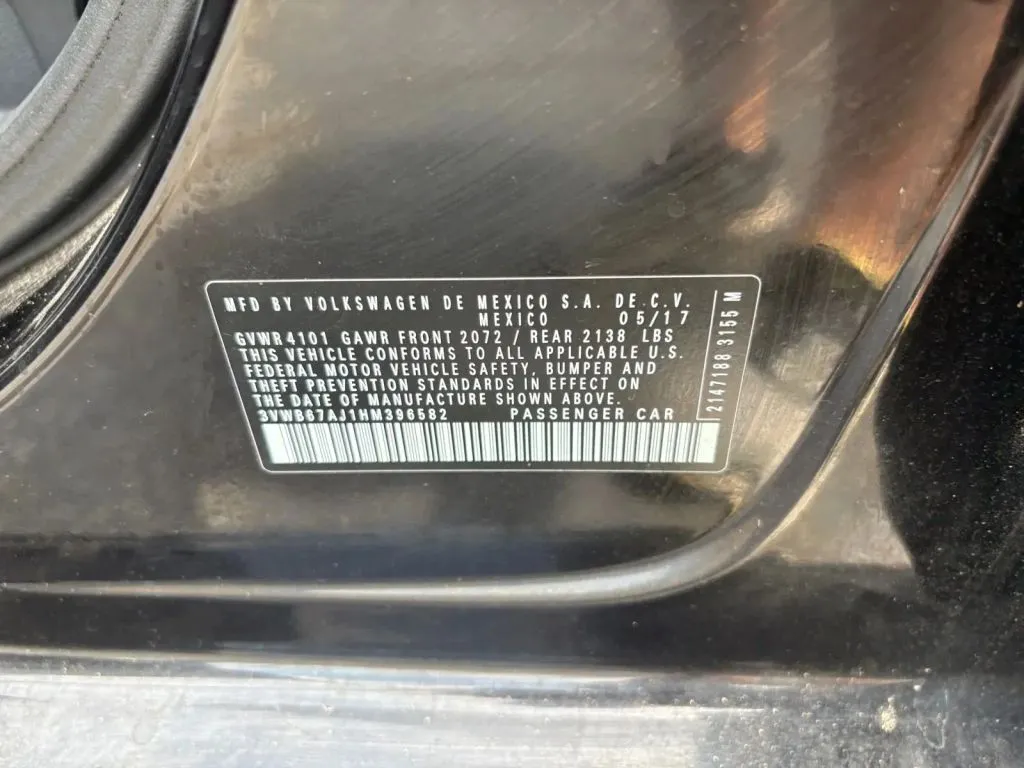 MFD BY VOLKSWAGEN DE MEXICO S.A. DE.C.V.
MEXICO 05/17
GVWR4101 GAWR FRONT 2072 / REAR 2138 LBS
THIS VEHICLE CONFORMS TO ALL APPLICABLE U.S.
FEDERAL MOTOR VEHICLE SAFETY, BUMPER AND
THEFT PREVENTION STANDARDS IN EFFECT ON
THE DATE OF MANUFACTURE SHOWN ABOVE.
3VWB67AJ1HM396582 PASSENGER CAR
2147188 3155 M